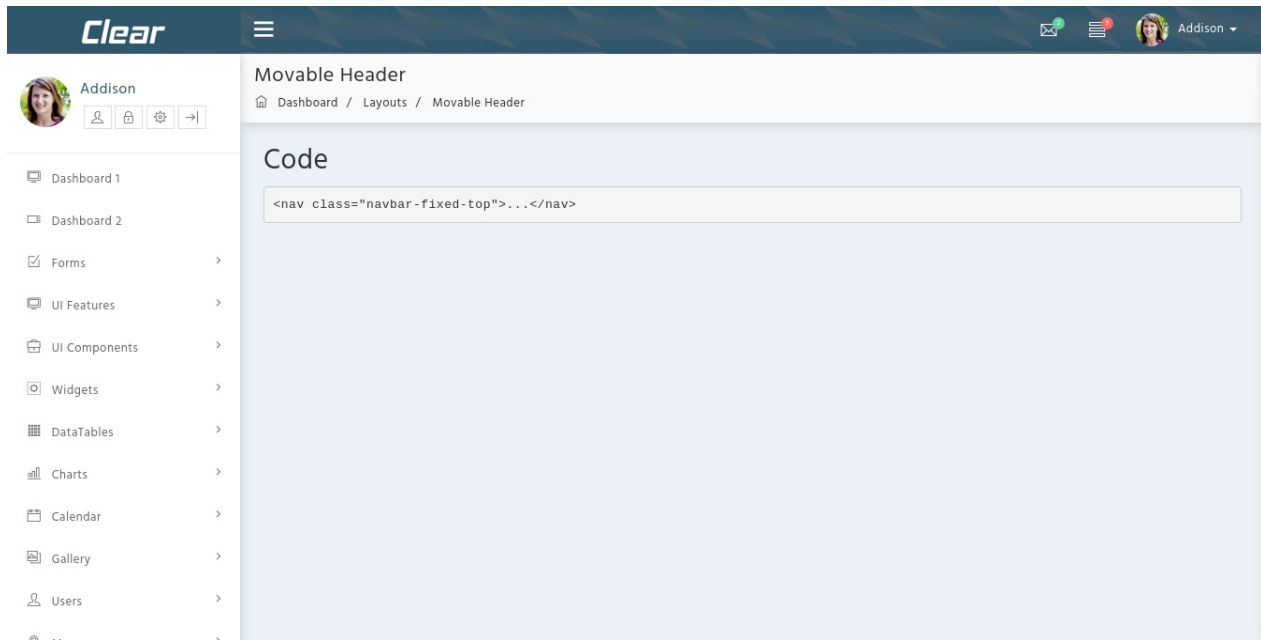 Clear
Addison
Movable Header
Dashboard / Layouts / Movable Header
Addison
Code
<nav class="navbar-fixed-top">...</nav>
Dashboard 1
Dashboard 2
Forms
UI Features
UI Components
Widgets
DataTables
Charts
Calendar
Gallery
Users